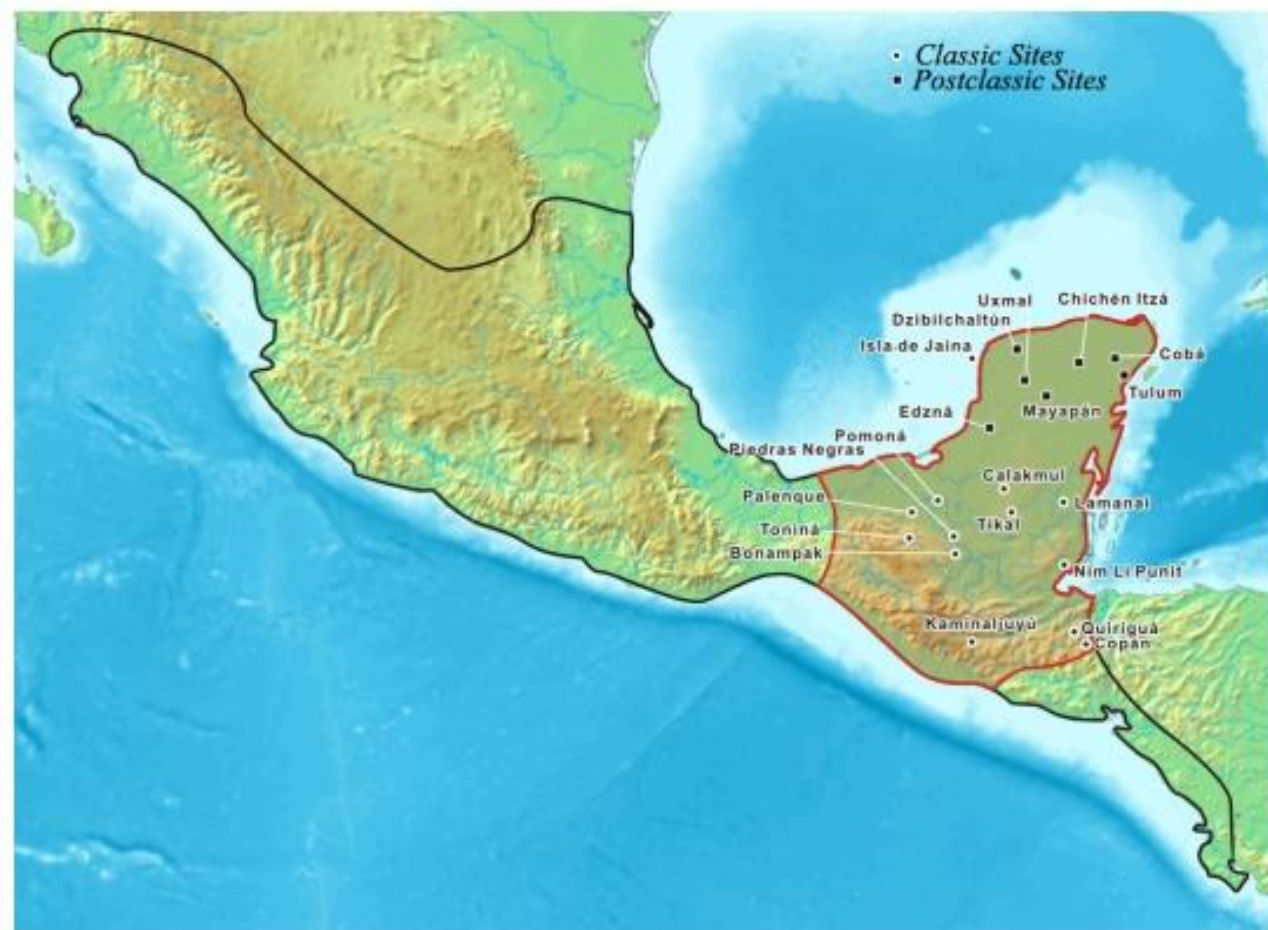 Classic Sites
Postclassic Sites
Uxmal
Chichén Itzá
Dzibilchaltún
Isla de Jaina
Cobá
Tulum
Edzná
Mayapán
Pomoná
Piedras Negras
Calakmul
Palenque
Lamanai
Tikal
Toniná
Bonampak
Nim Li Punit
Kaminaljuyú
Quiriguá
Copán